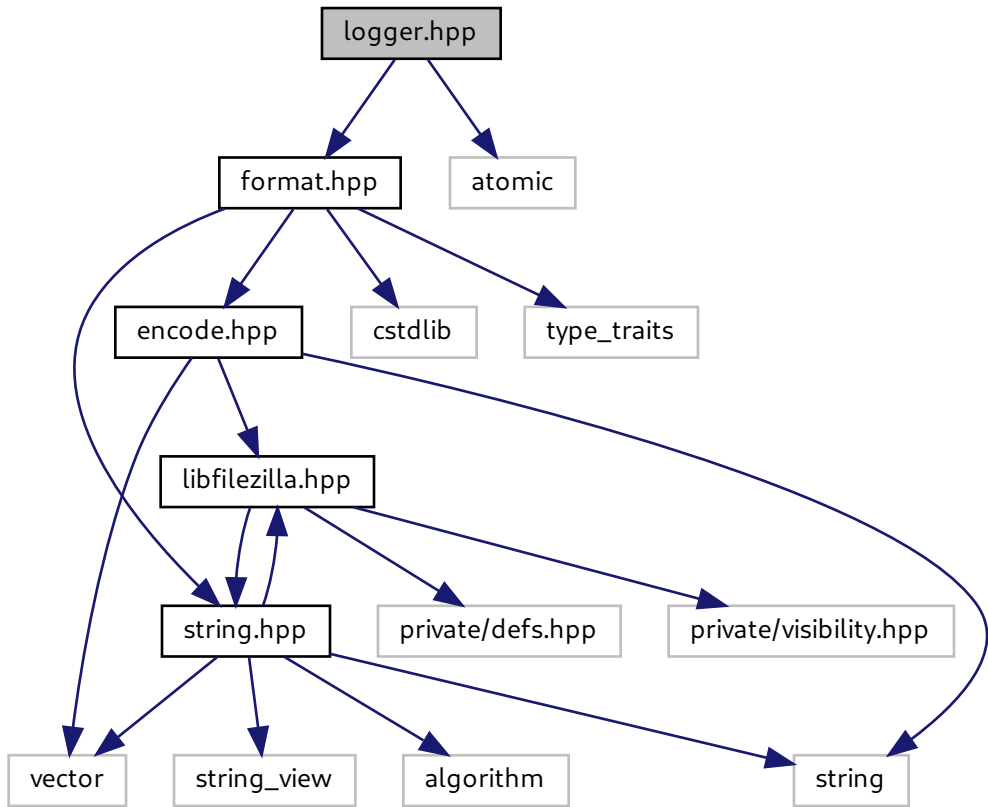 logger.hpp
format.hpp
atomic
encode.hpp
cstdlib
type_traits
libfilezilla.hpp
string.hpp
private/defs.hpp
private/visibility.hpp
vector
string_view
algorithm
string